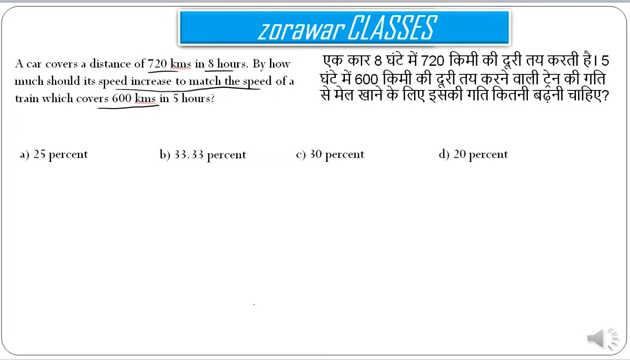 zorawar CLASSES
A car covers a distance of 720 kms in 8 hours. By how
much should its speed increase to match the speed of a
train which covers 600 kms in 5 hours?
एक कार 8 घंटे में 720 किमी की दूरी तय करती है। 5
घंटे में 600 किमी की दूरी तय करने वाली ट्रेन की गति
से मेल खाने के लिए इसकी गति कितनी बढ़नी चाहिए?
a) 25 percent b) 33.33 percent c) 30 percent d) 20 percent